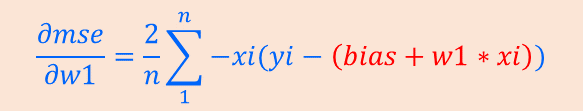 ∂mse/∂w1 = 2/n ∑_1^n −xi(yi − (bias + w1 ∗ xi))